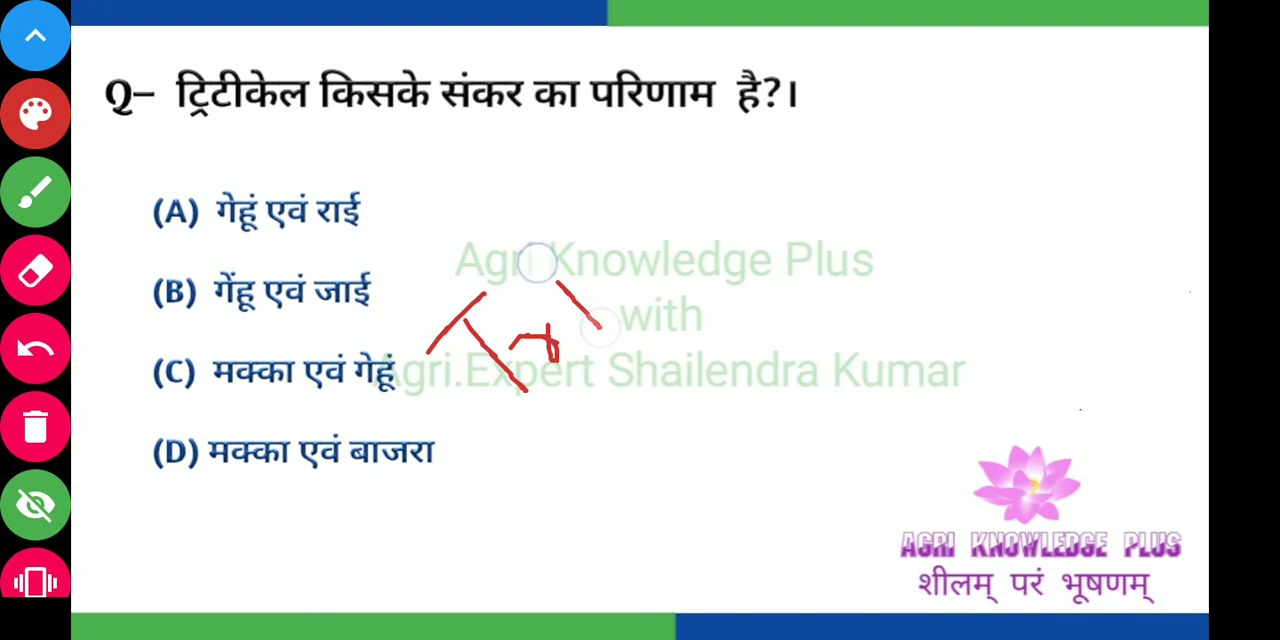 Q– ट्रिटीकेल किसके संकर का परिणाम है?।
(A) गेहूं एवं राई
(B) गेंहू एवं जाई
(C) मक्का एवं गेहूं
(D) मक्का एवं बाजरा
Agri Knowledge Plus
with
Agri.Expert Shailendra Kumar
AGRI KNOWLEDGE PLUS
शीलम् परं भूषणम्